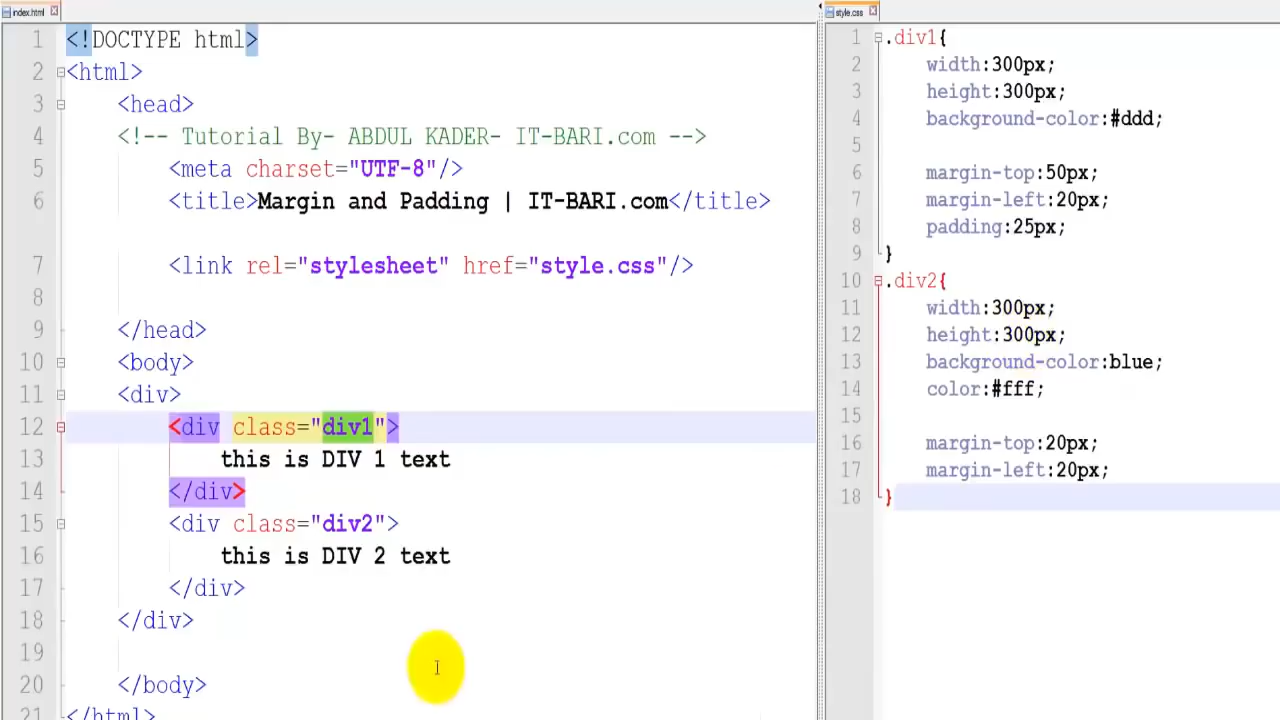 index.html
1 <!DOCTYPE html>
2 <html>
3 <head>
4 <!-- Tutorial By- ABDUL KADER- IT-BARI.com -->
5 <meta charset="UTF-8"/>
6 <title>Margin and Padding | IT-BARI.com</title>
7 <link rel="stylesheet" href="style.css"/>
8
9 </head>
10 <body>
11 <div>
12 <div class="div1">
13 this is DIV 1 text
14 </div>
15 <div class="div2">
16 this is DIV 2 text
17 </div>
18 </div>
19
20 </body>
21 </html>
style.css
1 .div1{
2 width:300px;
3 height:300px;
4 background-color:#ddd;
5
6 margin-top:50px;
7 margin-left:20px;
8 padding:25px;
9 }
10 .div2{
11 width:300px;
12 height:300px;
13 background-color:blue;
14 color:#fff;
15
16 margin-top:20px;
17 margin-left:20px;
18 }